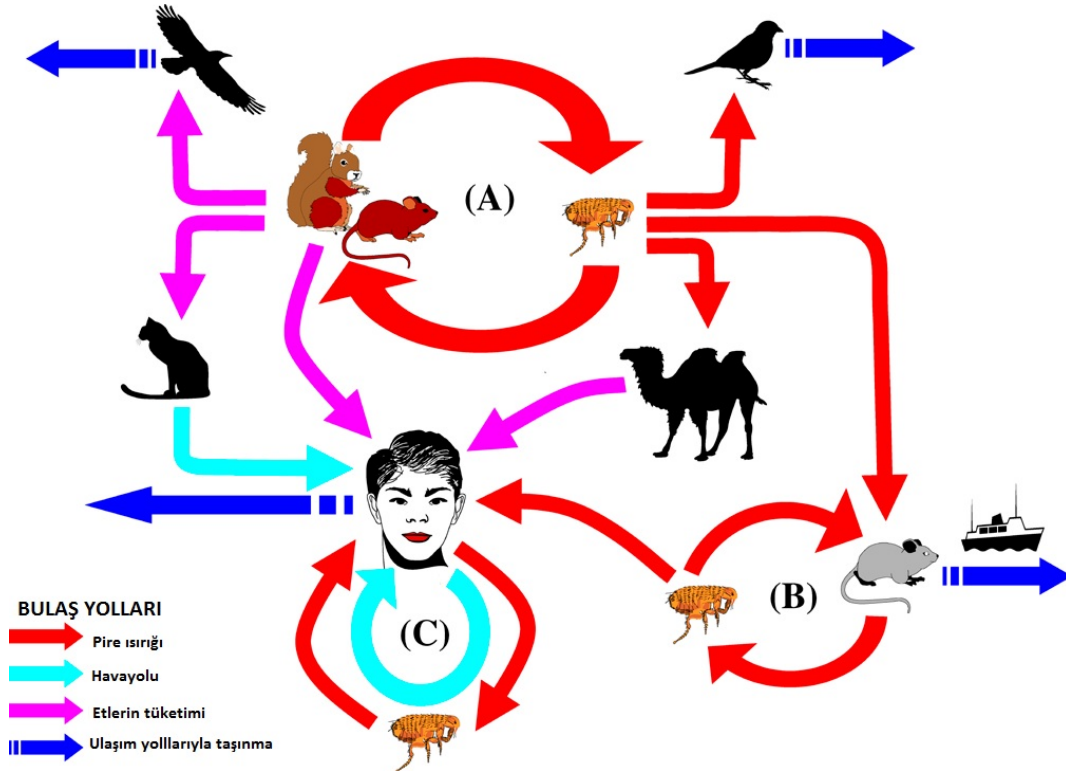 (A)
(B)
(C)
BULAŞ YOLLARI
Pire ısırığı
Havayolu
Etlerin tüketimi
Ulaşım yolllarıyla taşınma